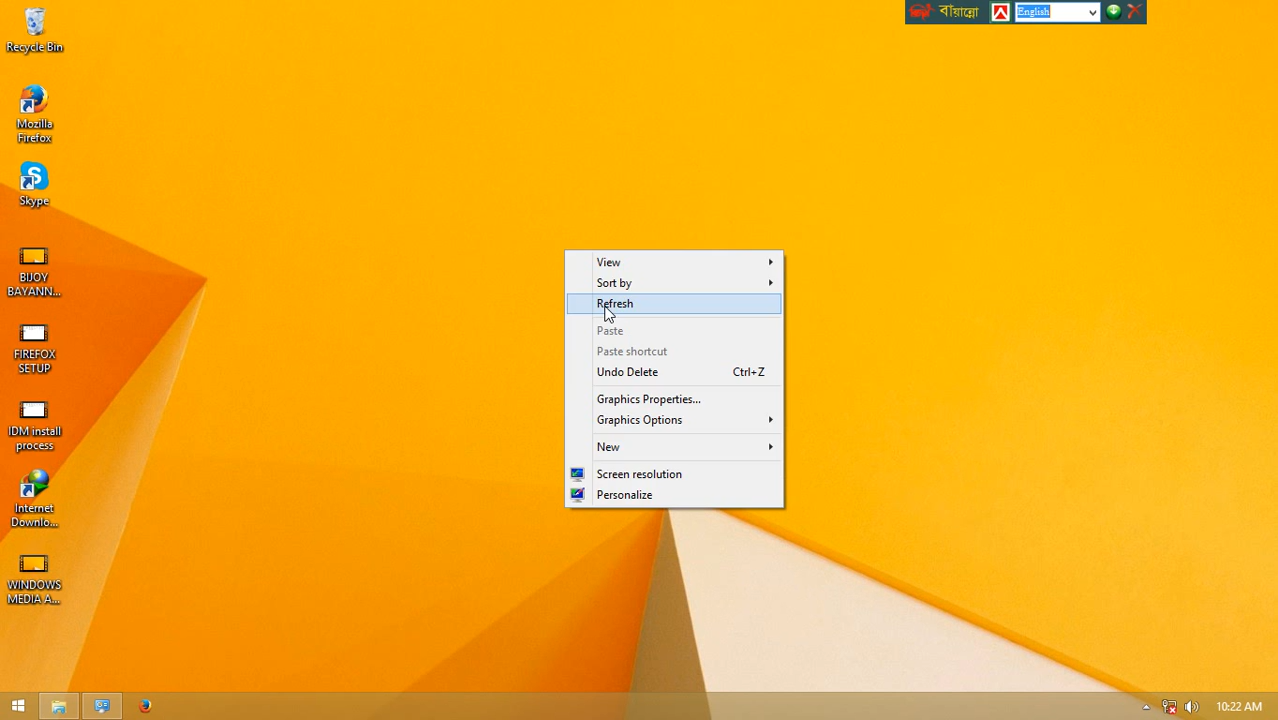 বায়ান্নো
English
Recycle Bin
Mozilla
Firefox
Skype
BIJOY
BAYANN...
FIREFOX
SETUP
IDM install
process
Internet
Downlo...
WINDOWS
MEDIA A...
View
Sort by
Refresh
Paste
Paste shortcut
Undo Delete Ctrl+Z
Graphics Properties...
Graphics Options
New
Screen resolution
Personalize
10:22 AM